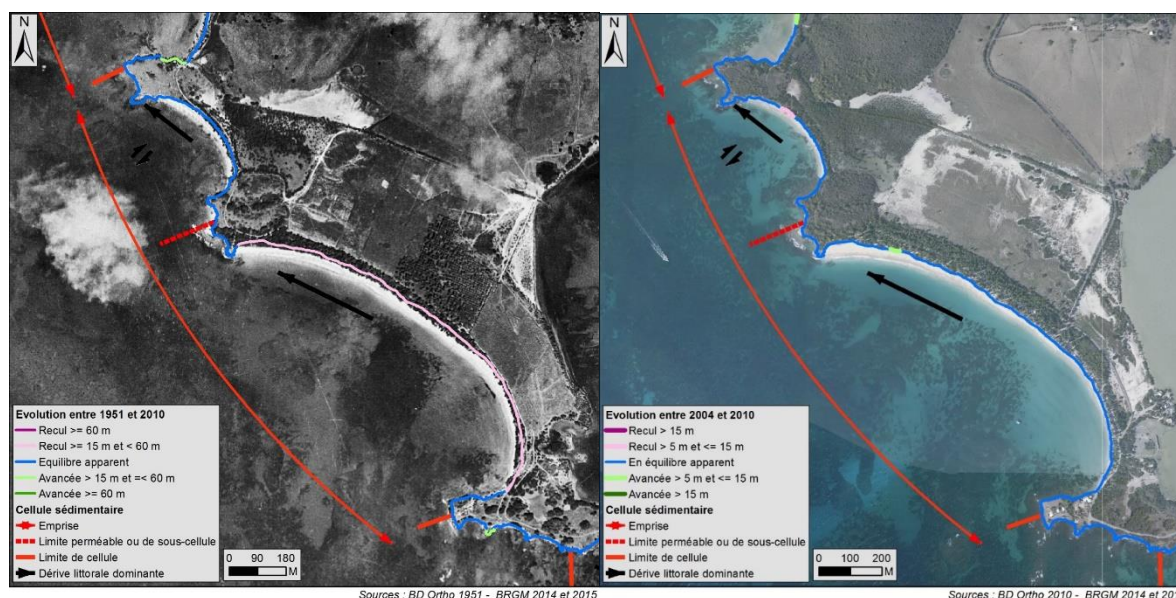 N
Evolution entre 1951 et 2010
Recul >= 60 m
Recul >= 15 m et < 60 m
Equilibre apparent
Avancée > 15 m et =< 60 m
Avancée >= 60 m
Cellule sédimentaire
Emprise
Limite perméable ou de sous-cellule
Limite de cellule
Dérive littorale dominante
0 90 180
M
Sources : BD Ortho 1951 - BRGM 2014 et 2015
N
Evolution entre 2004 et 2010
Recul > 15 m
Recul > 5 m et <= 15 m
En équilibre apparent
Avancée > 5 m et <= 15 m
Avancée > 15 m
Cellule sédimentaire
Emprise
Limite perméable ou de sous-cellule
Limite de cellule
Dérive littorale dominante
0 100 200
M
Sources : BD Ortho 2010 - BRGM 2014 et 20